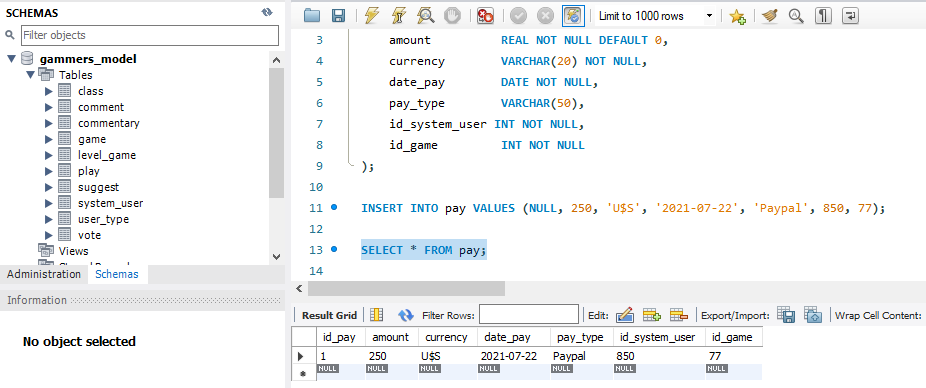 SCHEMAS
Filter objects
gammers_model
Tables
class
comment
commentary
game
level_game
play
suggest
system_user
user_type
vote
Views
Administration Schemas
Information
No object selected
Limit to 1000 rows
3 amount REAL NOT NULL DEFAULT 0,
4 currency VARCHAR(20) NOT NULL,
5 date_pay DATE NOT NULL,
6 pay_type VARCHAR(50),
7 id_system_user INT NOT NULL,
8 id_game INT NOT NULL
9 );
10
11 INSERT INTO pay VALUES (NULL, 250, 'U$S', '2021-07-22', 'Paypal', 850, 77);
12
13 SELECT * FROM pay;
14
Result Grid Filter Rows: Edit: Export/Import: Wrap Cell Content:
id_pay amount currency date_pay pay_type id_system_user id_game
1 250 U$S 2021-07-22 Paypal 850 77
NULL NULL NULL NULL NULL NULL NULL